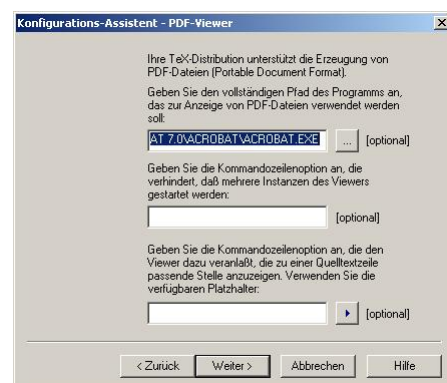 Konfigurations-Assistent - PDF-Viewer
Ihre TeX-Distribution unterstützt die Erzeugung von
PDF-Dateien (Portable Document Format).
Geben Sie den vollständigen Pfad des Programms an,
das zur Anzeige von PDF-Dateien verwendet werden
soll:
AT 7.0\ACROBAT\ACROBAT.EXE ... [optional]
Geben Sie die Kommandozeilenoption an, die
verhindert, daß mehrere Instanzen des Viewers
gestartet werden:
[optional]
Geben Sie die Kommandozeilenoption an, die den
Viewer dazu veranlaßt, die zu einer Quelltextzeile
passende Stelle anzuzeigen. Verwenden Sie die
verfügbaren Platzhalter:
[optional]
< Zurück Weiter > Abbrechen Hilfe